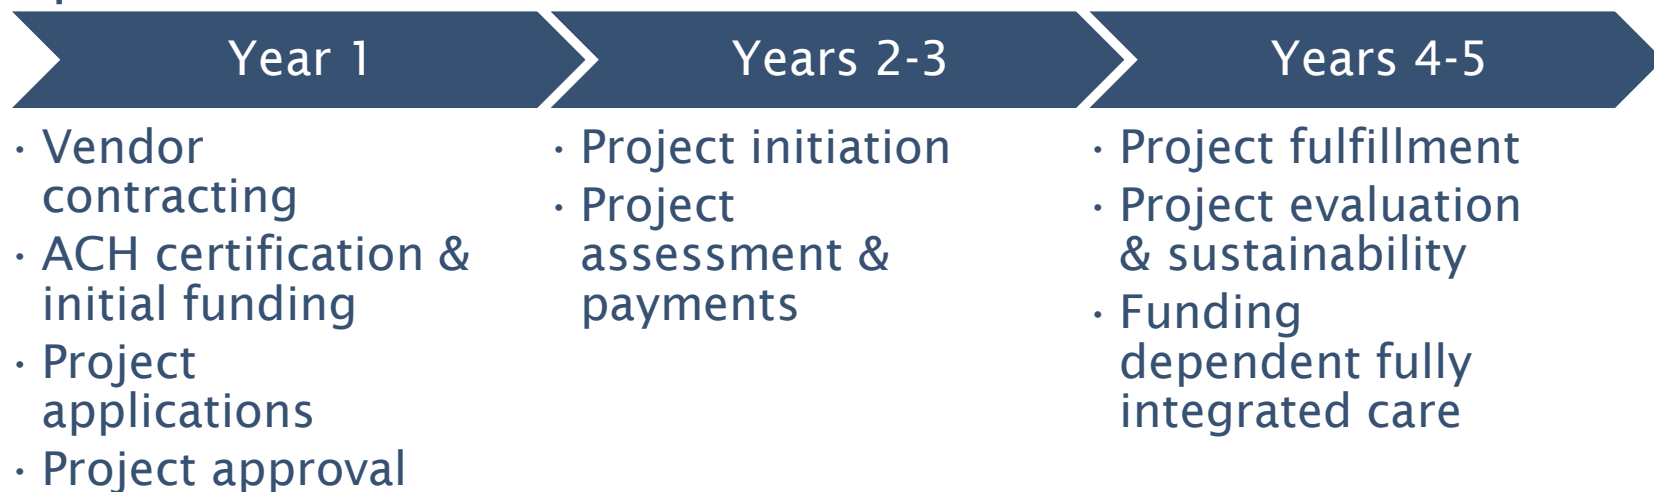 Year 1
· Vendor
contracting
· ACH certification &
initial funding
· Project
applications
· Project approval
Years 2-3
· Project initiation
· Project
assessment &
payments
Years 4-5
· Project fulfillment
· Project evaluation
& sustainability
· Funding
dependent fully
integrated care